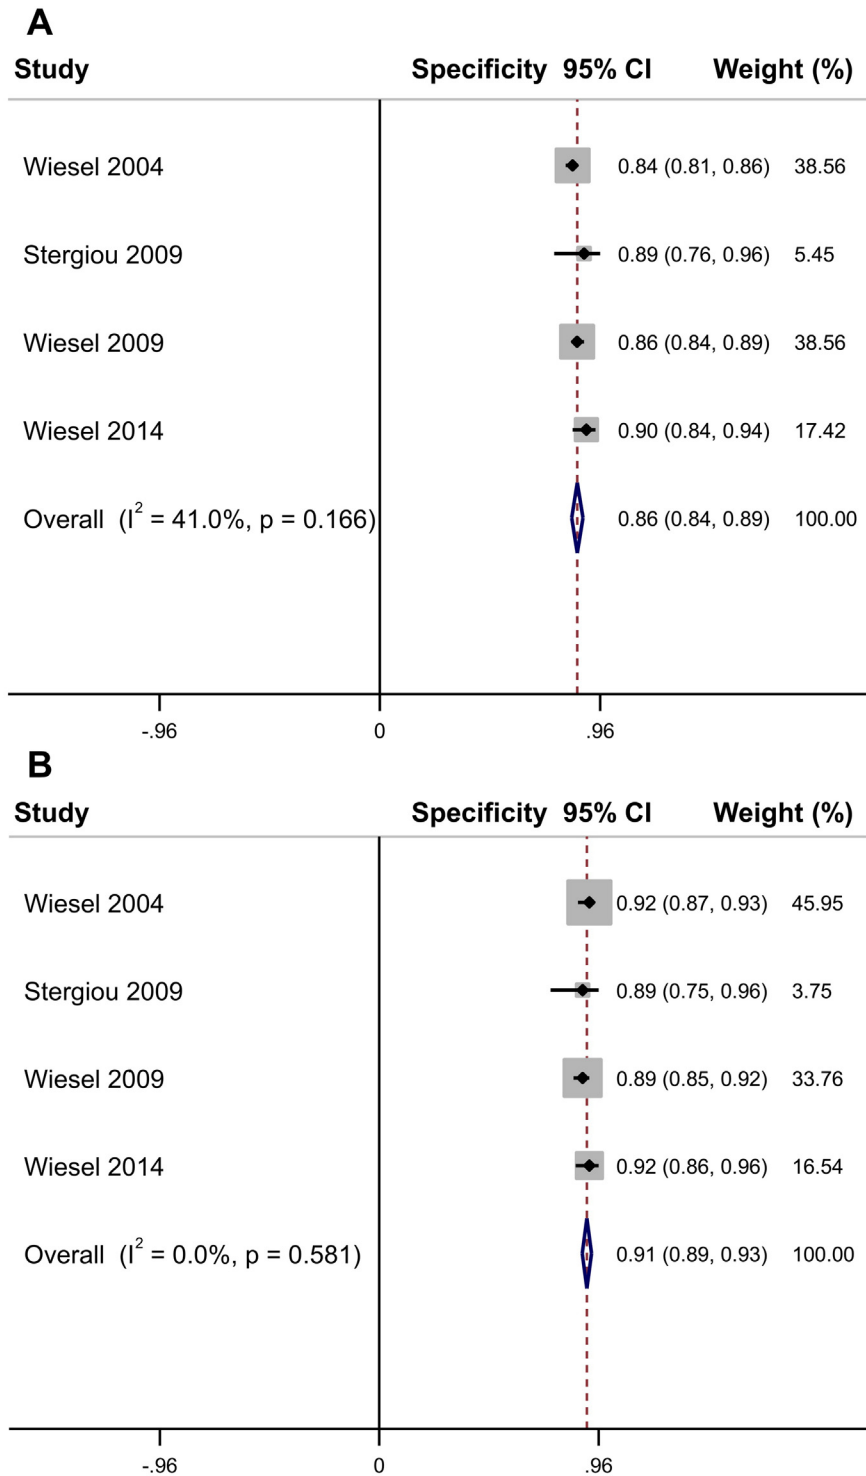 A
Study Specificity 95% CI Weight (%)
Wiesel 2004 0.84 (0.81, 0.86) 38.56
Stergiou 2009 0.89 (0.76, 0.96) 5.45
Wiesel 2009 0.86 (0.84, 0.89) 38.56
Wiesel 2014 0.90 (0.84, 0.94) 17.42
Overall (I² = 41.0%, p = 0.166) 0.86 (0.84, 0.89) 100.00
-.96 0 .96
B
Study Specificity 95% CI Weight (%)
Wiesel 2004 0.92 (0.87, 0.93) 45.95
Stergiou 2009 0.89 (0.75, 0.96) 3.75
Wiesel 2009 0.89 (0.85, 0.92) 33.76
Wiesel 2014 0.92 (0.86, 0.96) 16.54
Overall (I² = 0.0%, p = 0.581) 0.91 (0.89, 0.93) 100.00
-.96 0 .96